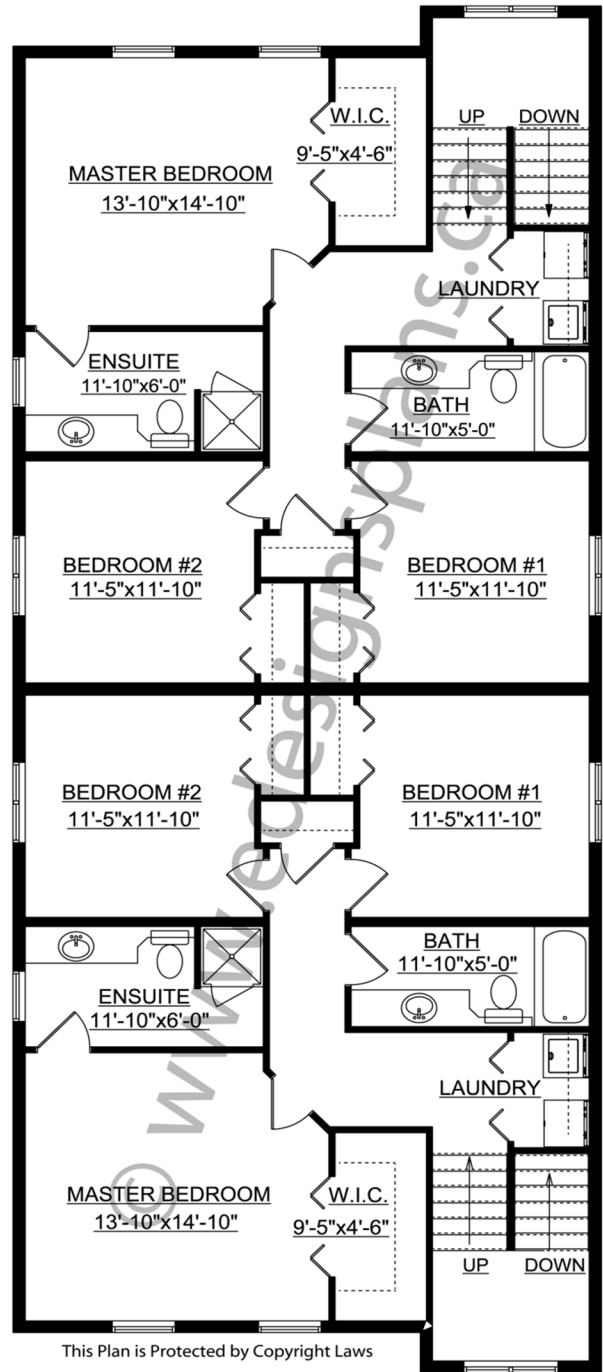 UP DOWN
W.I.C.
9'-5"x4'-6"
MASTER BEDROOM
13'-10"x14'-10"
LAUNDRY
ENSUITE
11'-10"x6'-0"
BATH
11'-10"x5'-0"
BEDROOM #2
11'-5"x11'-10"
BEDROOM #1
11'-5"x11'-10"
BEDROOM #2
11'-5"x11'-10"
BEDROOM #1
11'-5"x11'-10"
BATH
11'-10"x5'-0"
ENSUITE
11'-10"x6'-0"
LAUNDRY
MASTER BEDROOM
13'-10"x14'-10"
W.I.C.
9'-5"x4'-6"
UP DOWN
© www.edesignsplans.ca
This Plan is Protected by Copyright Laws